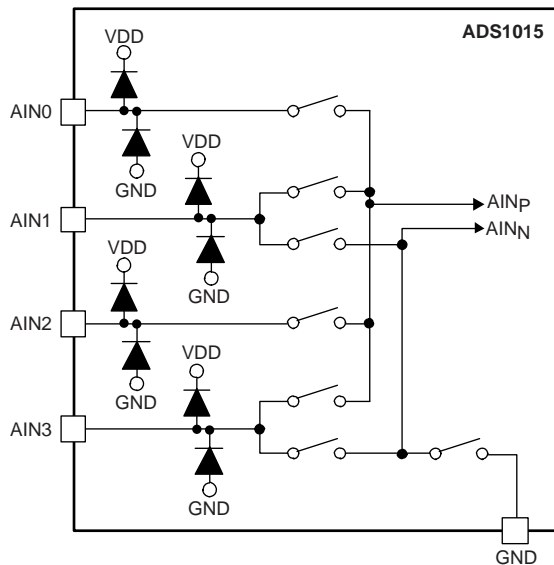 ADS1015
VDD
AIN0
GND
VDD
AIN1
GND
AINP
AINN
VDD
AIN2
GND
VDD
AIN3
GND
GND